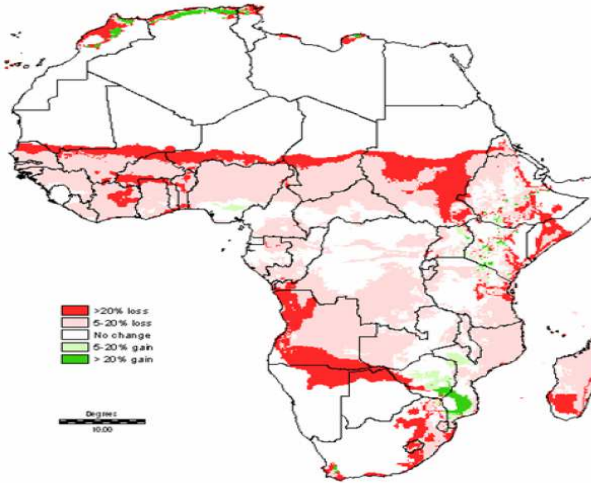 >20% loss
5-20% loss
No change
5-20% gain
> 20% gain
Degrees
10.00